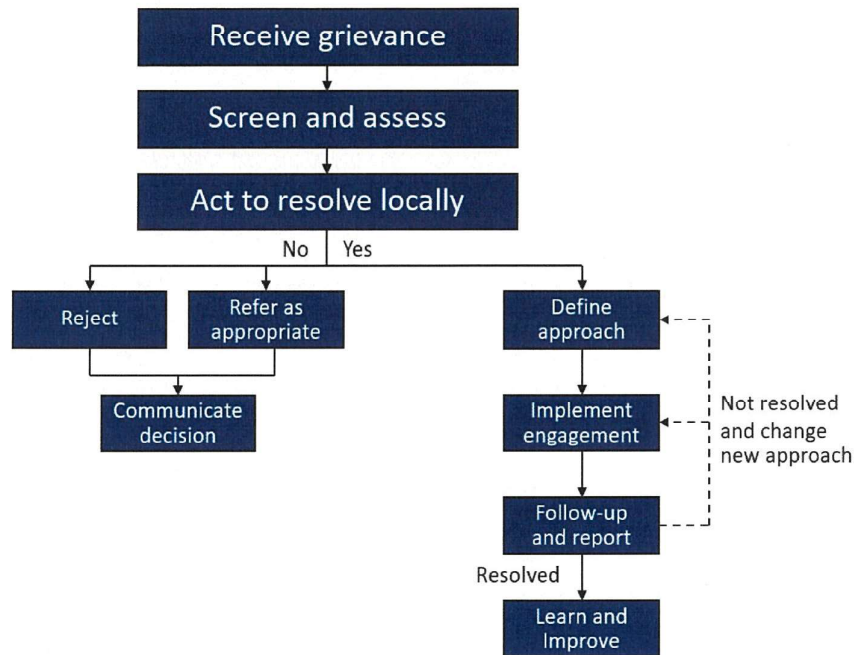 Receive grievance
Screen and assess
Act to resolve locally
No
Yes
Reject
Refer as
appropriate
Communicate
decision
Define
approach
Implement
engagement
Follow-up
and report
Not resolved
and change
new approach
Resolved
Learn and
Improve